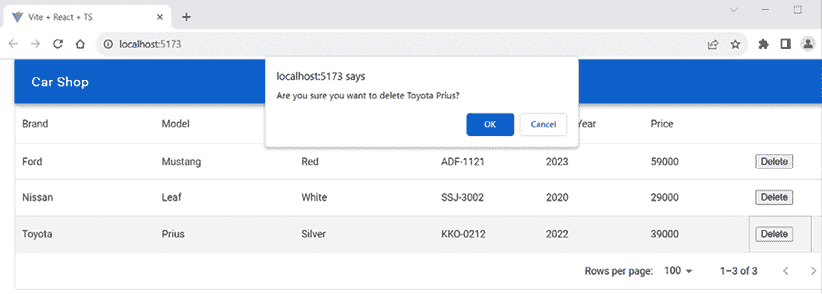 Vite + React + TS
localhost:5173
localhost:5173 says
Are you sure you want to delete Toyota Prius?
OK Cancel
Car Shop
Brand Model Year Price
Ford Mustang Red ADF-1121 2023 59000 Delete
Nissan Leaf White SSJ-3002 2020 29000 Delete
Toyota Prius Silver KKO-0212 2022 39000 Delete
Rows per page: 100 1–3 of 3